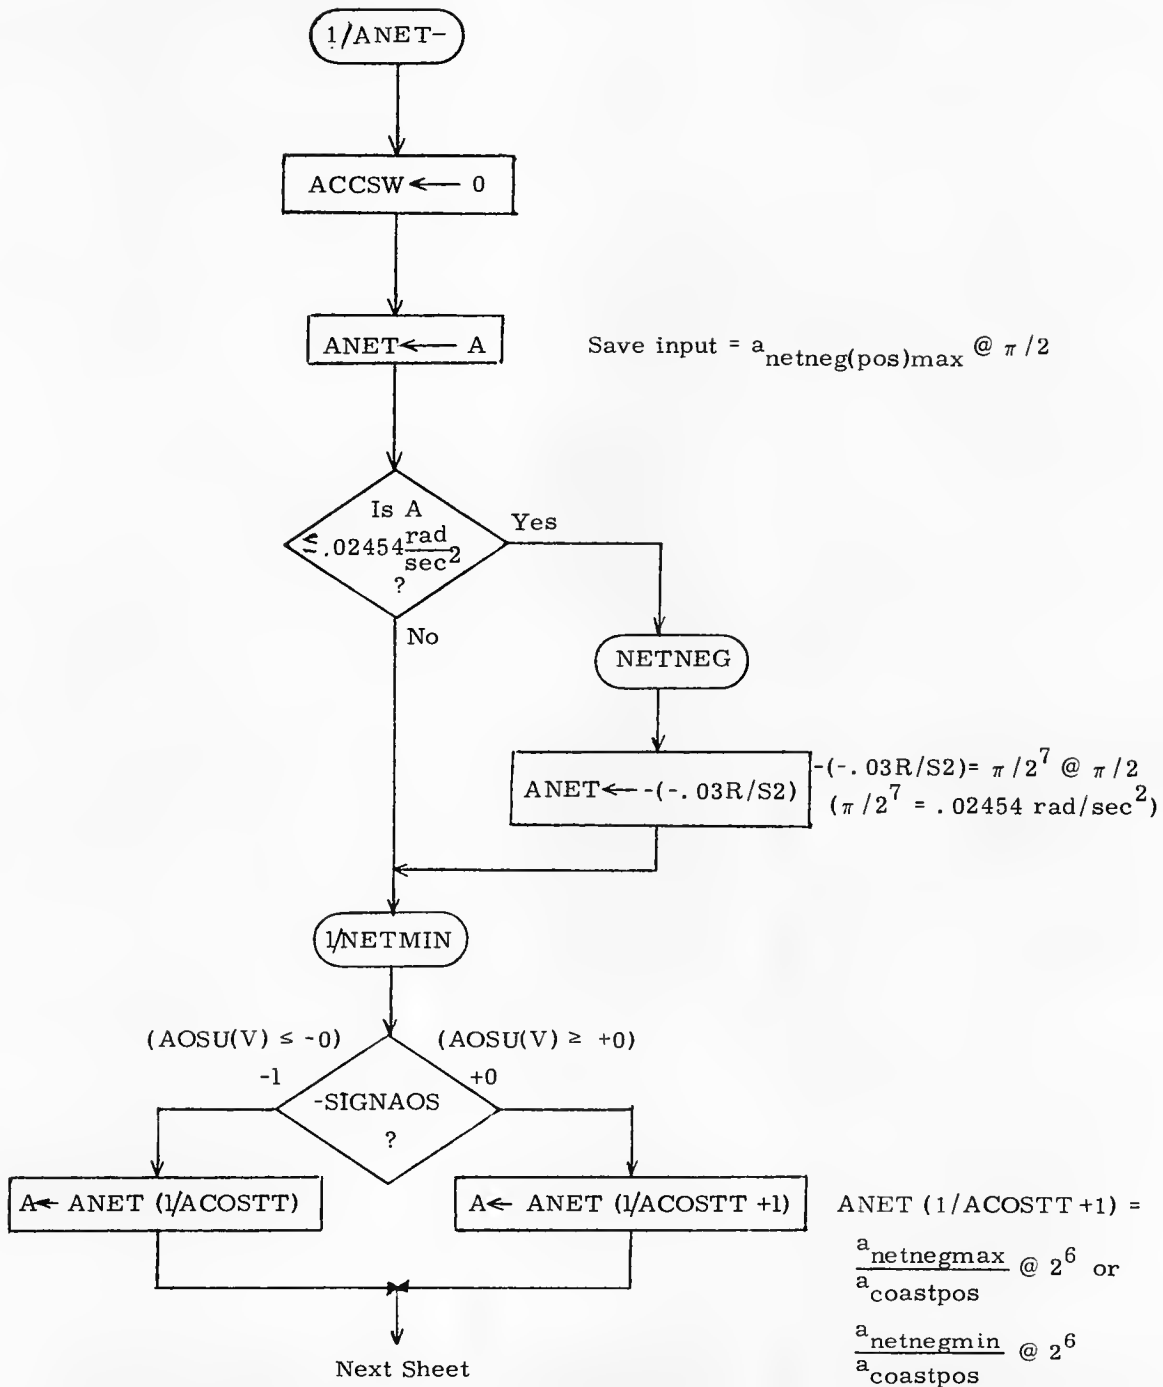 1/ANET-
ACCSW ← 0
ANET ← A
Save input = a_netneg(pos)max @ π/2
Is A
≤ .02454 rad/sec²
?
Yes
No
NETNEG
ANET ← -(-.03R/S2)
-(-.03R/S2) = π/2⁷ @ π/2
(π/2⁷ = .02454 rad/sec²)
1/NETMIN
(AOSU(V) ≤ -0) (AOSU(V) ≥ +0)
-1 +0
-SIGNAOS
?
A ← ANET (1/ACOSTT)
A ← ANET (1/ACOSTT +1)
ANET (1/ACOSTT +1) =
a_netnegmax / a_coastpos @ 2⁶ or
a_netnegmin / a_coastpos @ 2⁶
Next Sheet